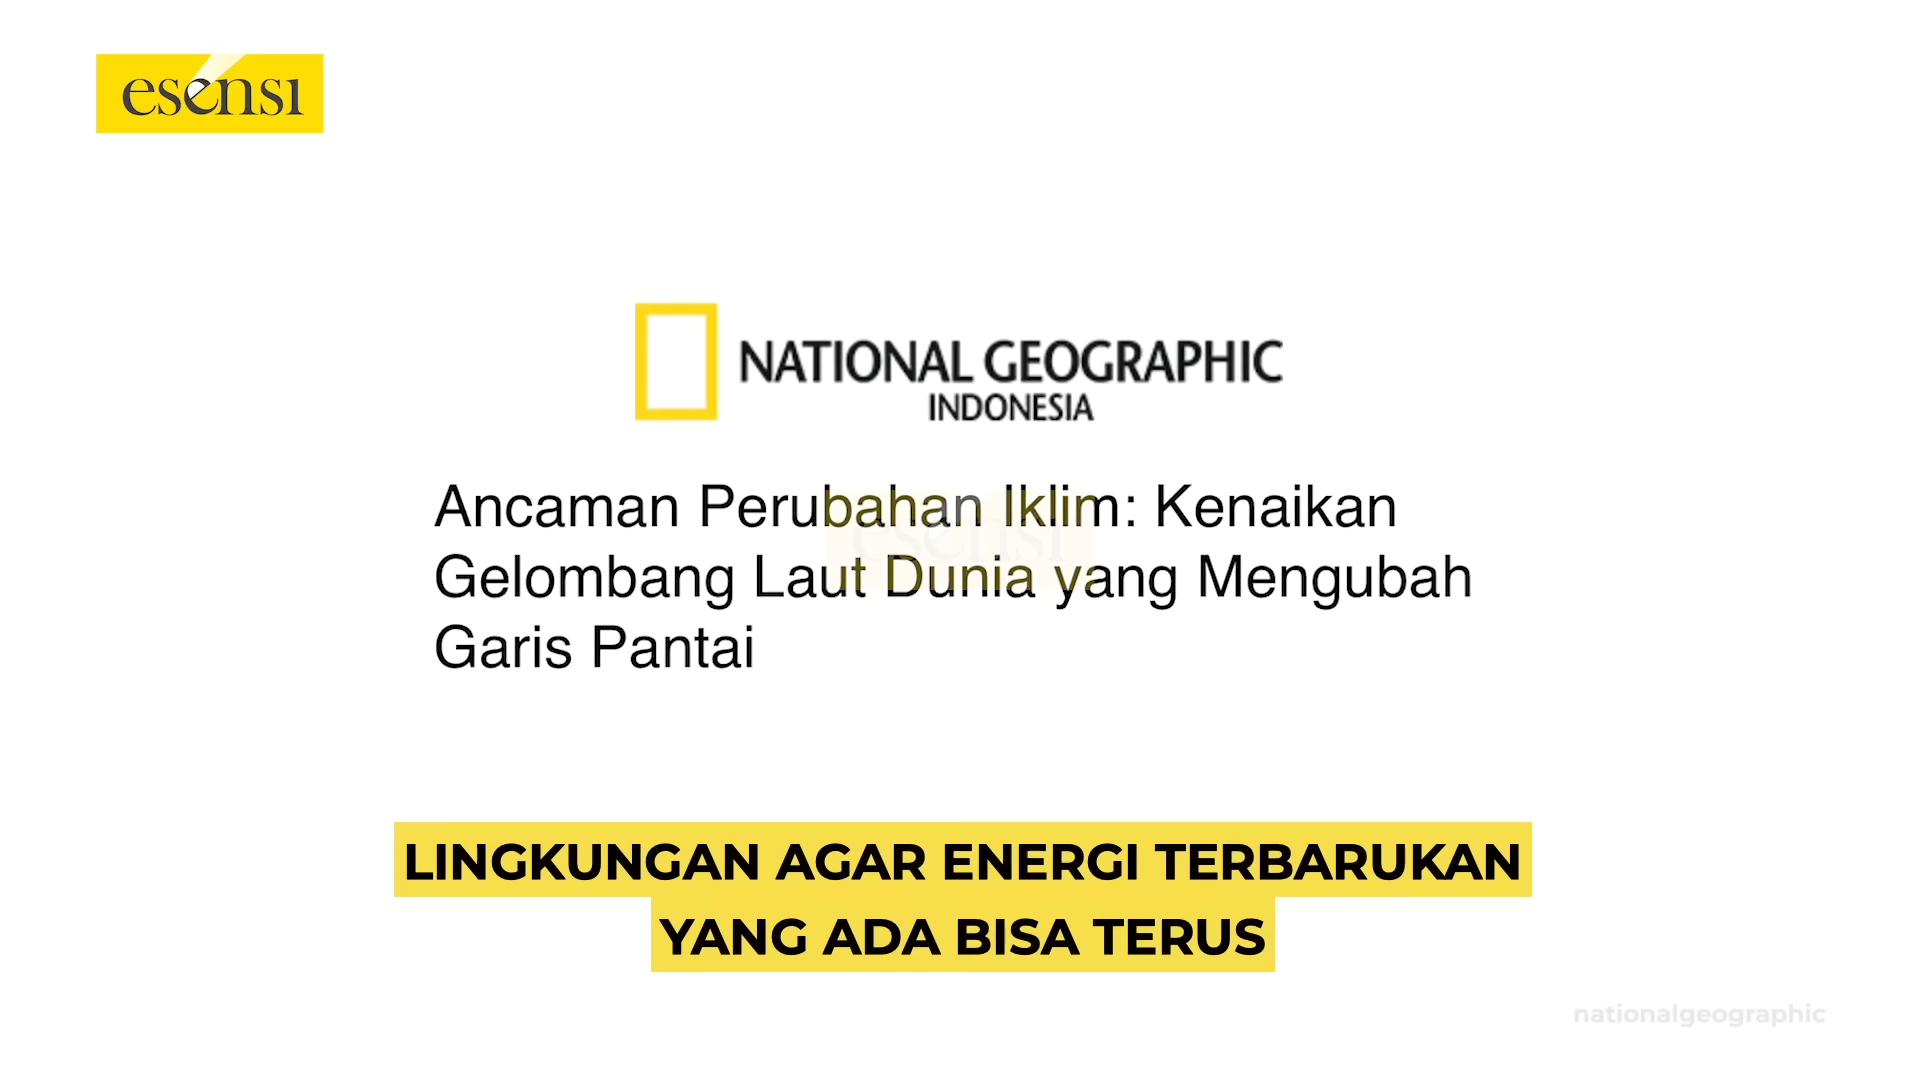 esensi
NATIONAL GEOGRAPHIC
INDONESIA
Ancaman Perubahan Iklim: Kenaikan
esensi
Gelombang Laut Dunia yang Mengubah
Garis Pantai
LINGKUNGAN AGAR ENERGI TERBARUKAN
YANG ADA BISA TERUS
nationalgeographic